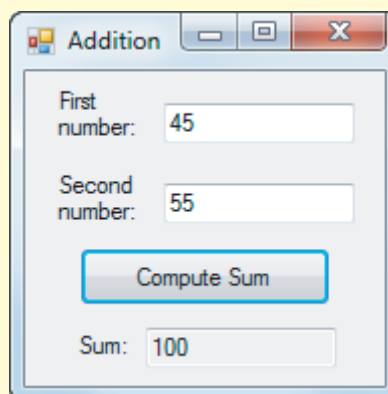 Addition
First
number:
45
Second
number:
55
Compute Sum
Sum: 100